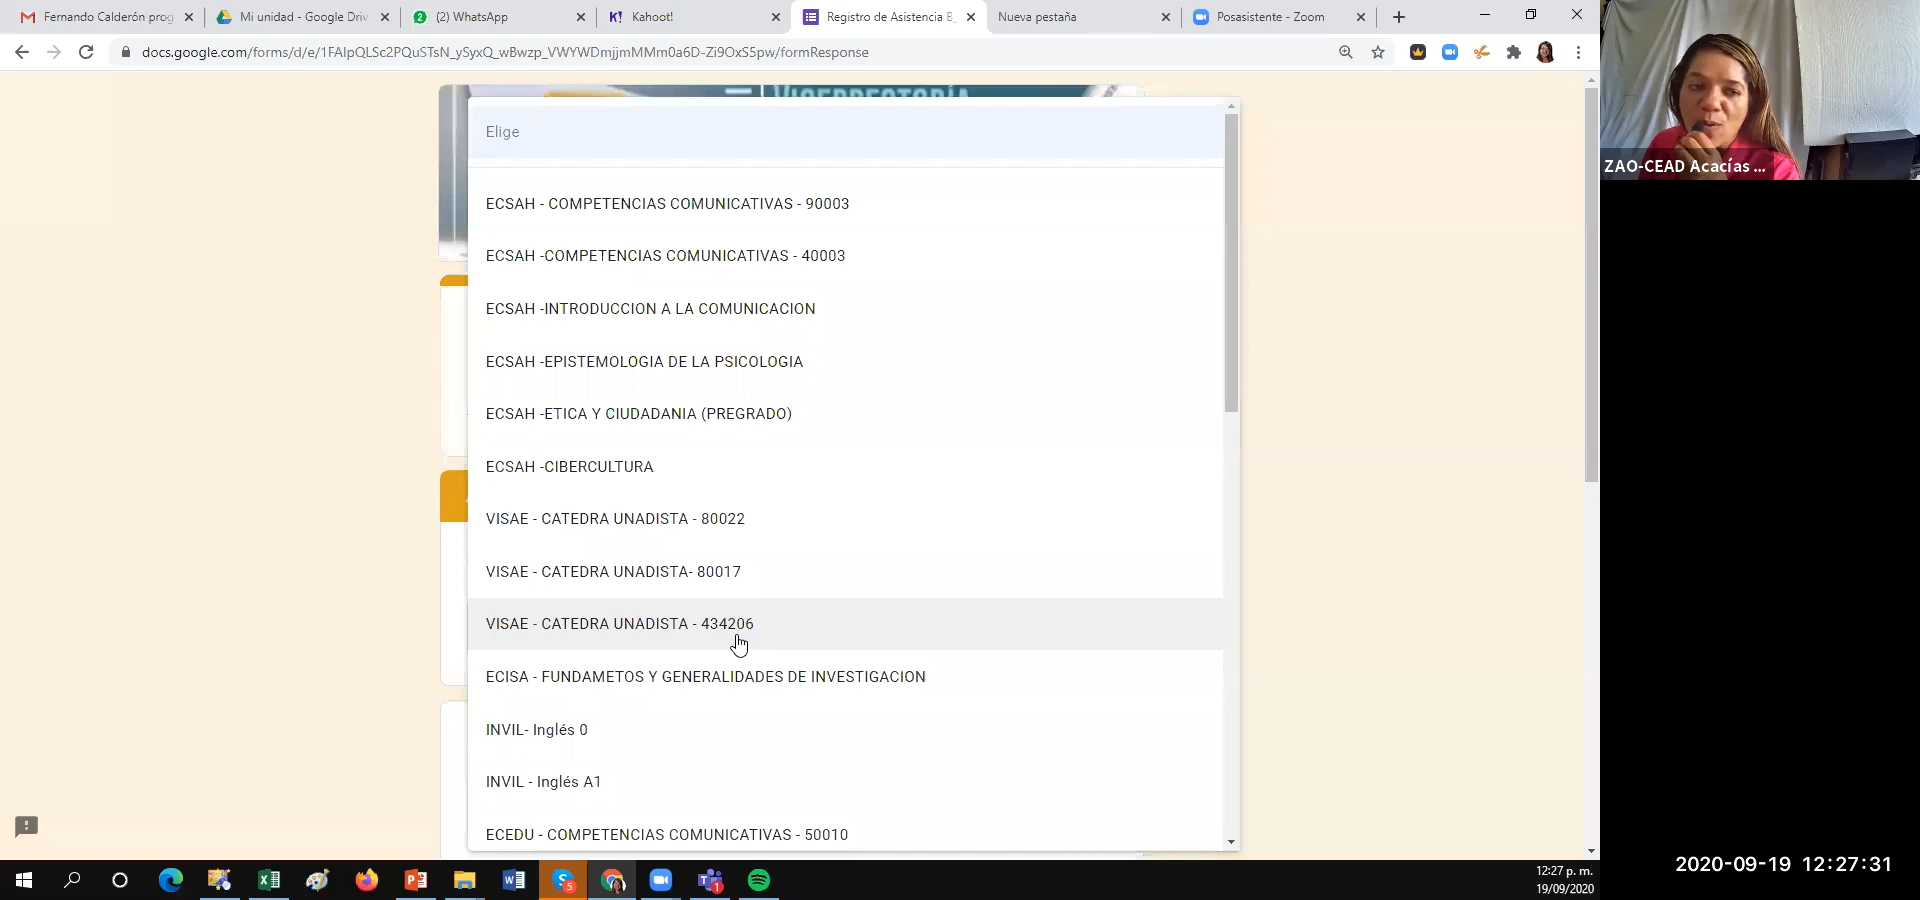 Fernando Calderón prog
Mi unidad - Google Driv
(2) WhatsApp
Kahoot!
Registro de Asistencia B_
Nueva pestaña
Posasistente - Zoom
docs.google.com/forms/d/e/1FAIpQLSc2PQuSTsN_ySyxQ_wBwzp_VWYWDmjjmMMm0a6D-Zi9OxS5pw/formResponse
VICERRECTORÍA
Elige
ECSAH - COMPETENCIAS COMUNICATIVAS - 90003
ECSAH -COMPETENCIAS COMUNICATIVAS - 40003
ECSAH -INTRODUCCION A LA COMUNICACION
ECSAH -EPISTEMOLOGIA DE LA PSICOLOGIA
ECSAH -ETICA Y CIUDADANIA (PREGRADO)
ECSAH -CIBERCULTURA
VISAE - CATEDRA UNADISTA - 80022
VISAE - CATEDRA UNADISTA- 80017
VISAE - CATEDRA UNADISTA - 434206
ECISA - FUNDAMETOS Y GENERALIDADES DE INVESTIGACION
INVIL- Inglés 0
INVIL - Inglés A1
ECEDU - COMPETENCIAS COMUNICATIVAS - 50010
ZAO-CEAD Acacías ...
12:27 p. m.
19/09/2020
2020-09-19 12:27:31